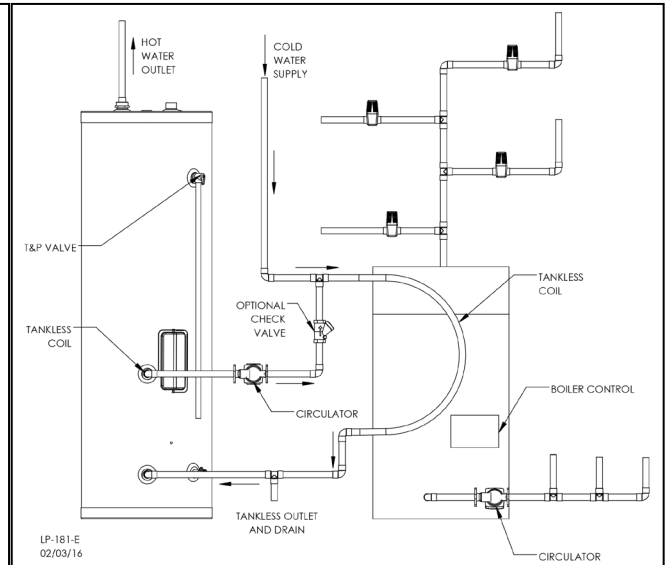 HOT
WATER
OUTLET
COLD
WATER
SUPPLY
T&P VALVE
TANKLESS
COIL
OPTIONAL
CHECK
VALVE
TANKLESS
COIL
BOILER CONTROL
CIRCULATOR
TANKLESS OUTLET
AND DRAIN
CIRCULATOR
LP-181-E
02/03/16